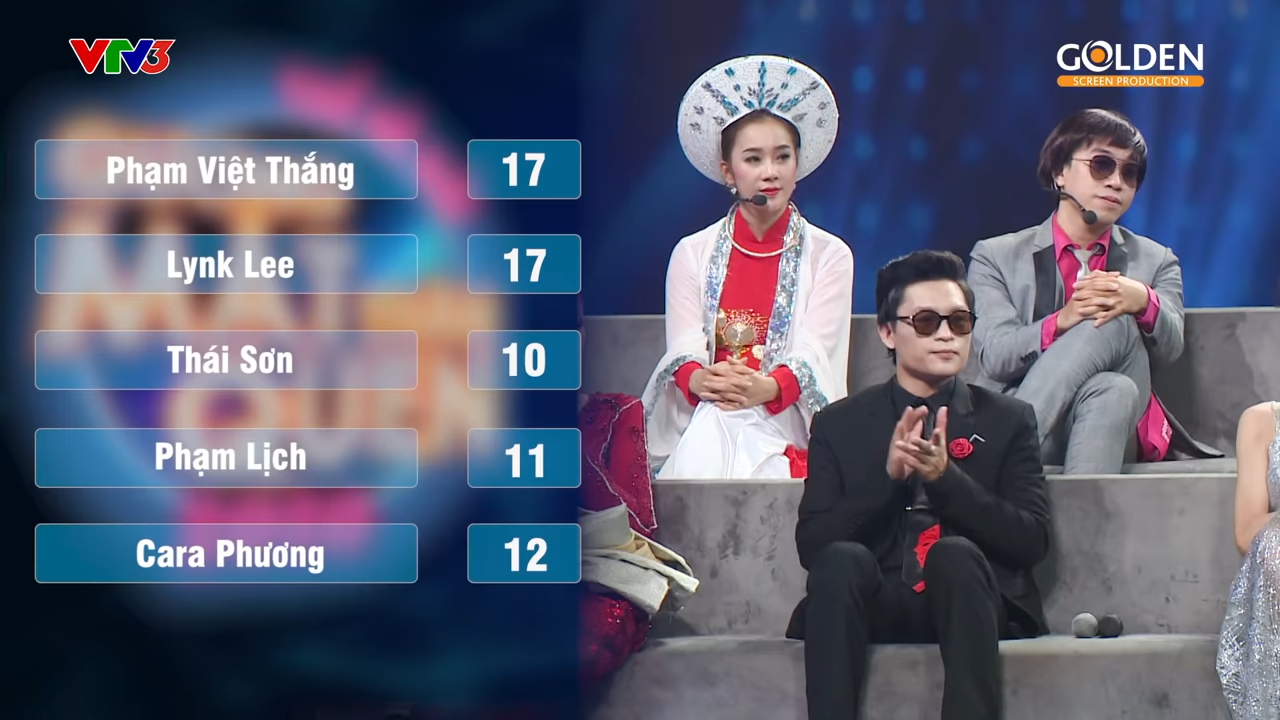 VTV3
GOLDEN
SCREEN PRODUCTION
Phạm Việt Thắng 17
Lynk Lee 17
Thái Sơn 10
Phạm Lịch 11
Cara Phương 12